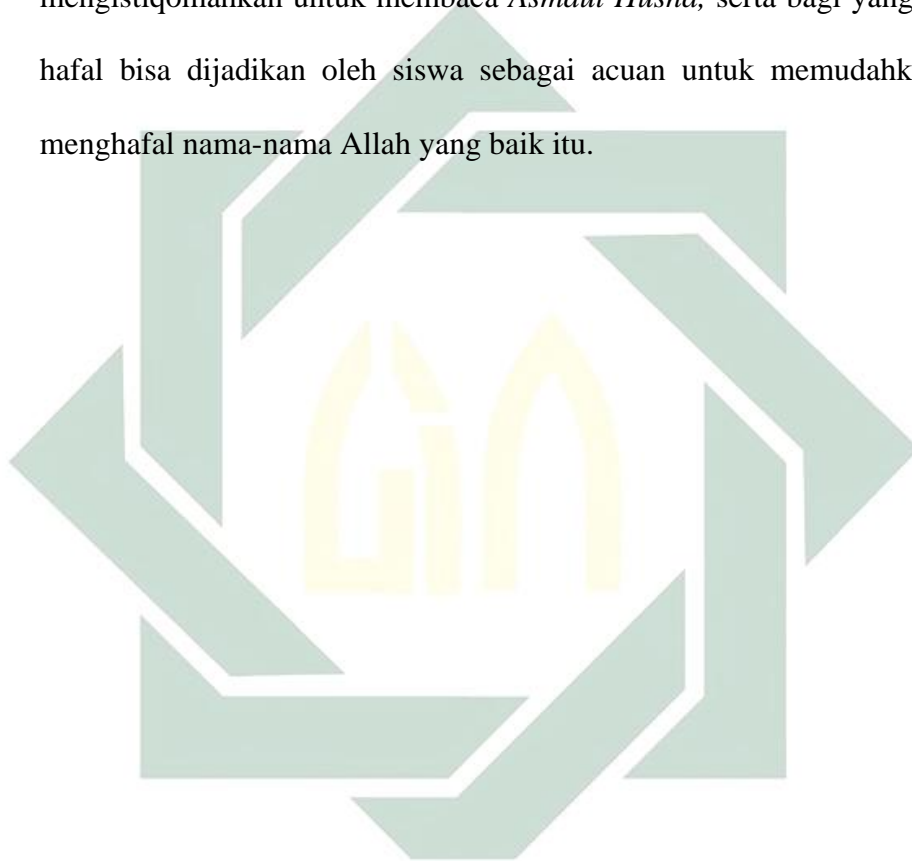 mengistiqomahkan untuk membaca Asmaul Husna, serta bagi yang
hafal bisa dijadikan oleh siswa sebagai acuan untuk memudahk
menghafal nama-nama Allah yang baik itu.